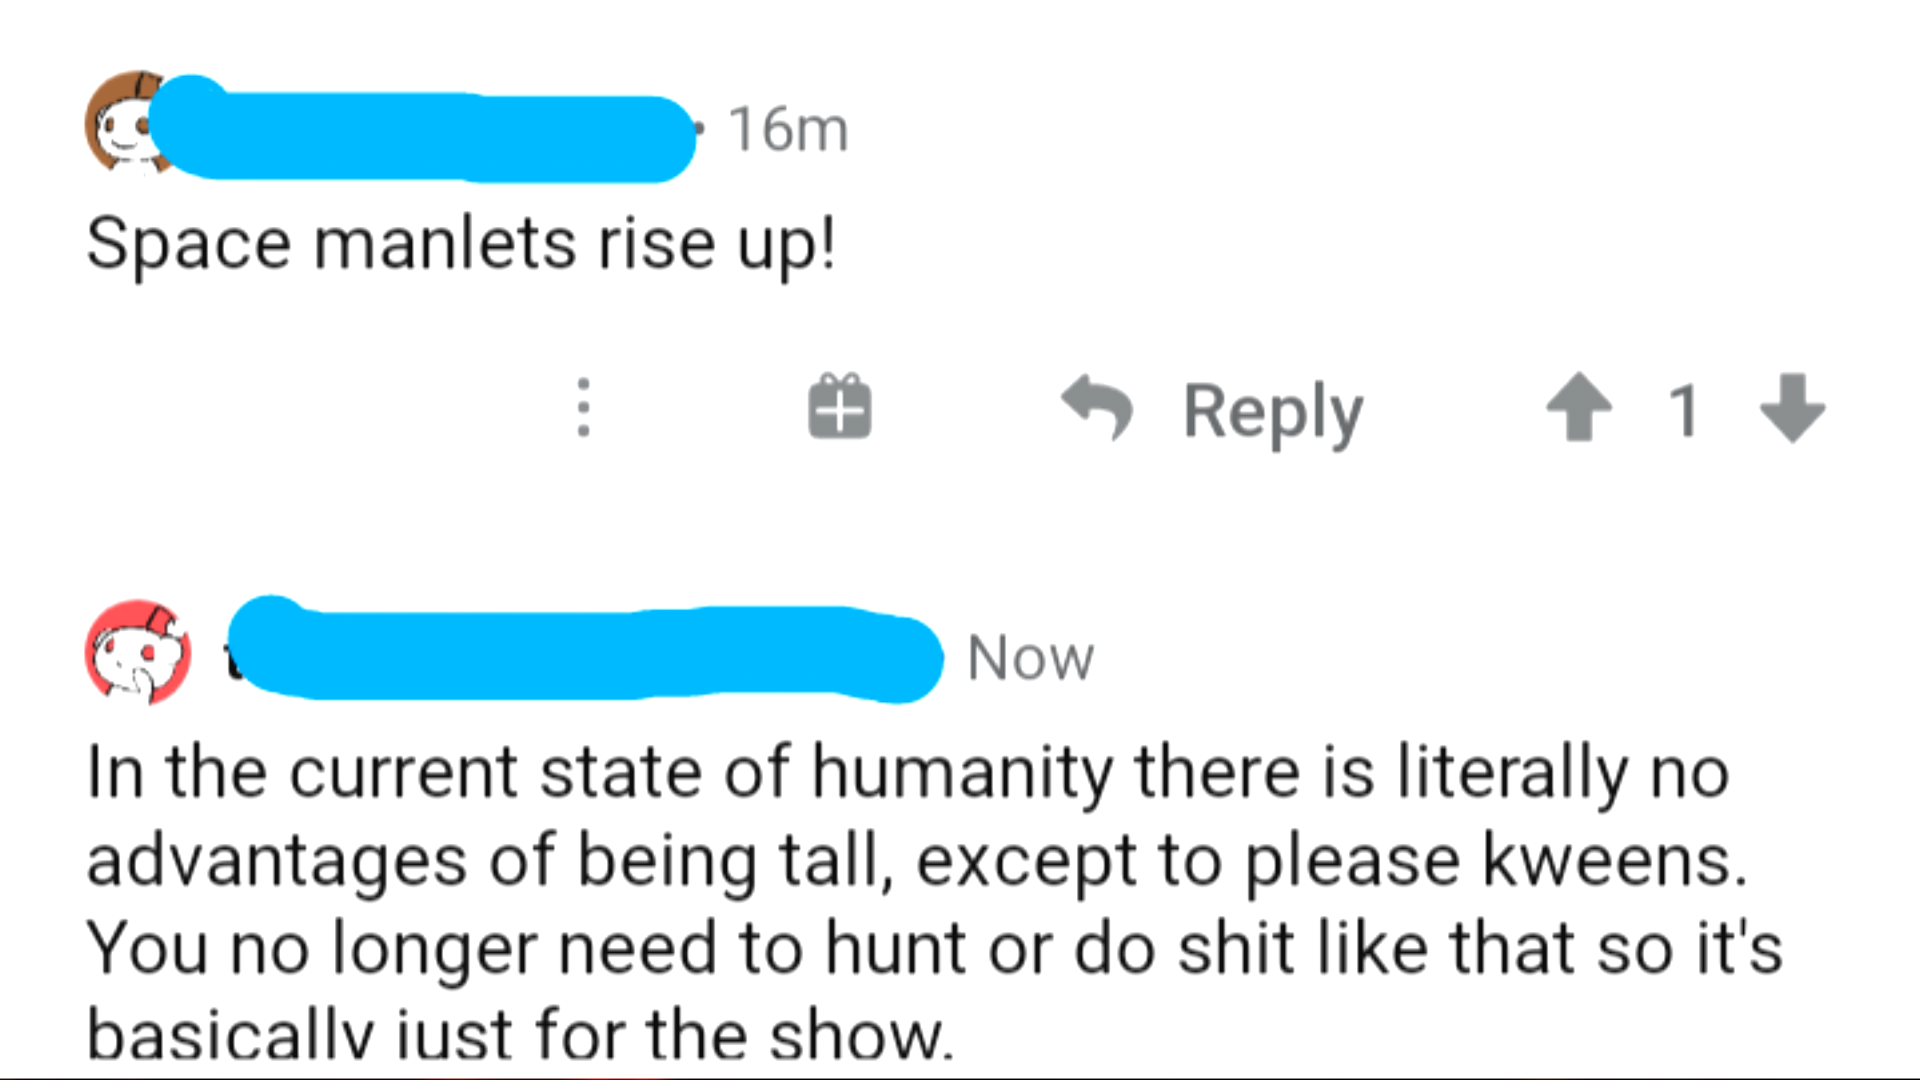 • 16m
Space manlets rise up!
Reply 1
Now
In the current state of humanity there is literally no
advantages of being tall, except to please kweens.
You no longer need to hunt or do shit like that so it's
basically just for the show.